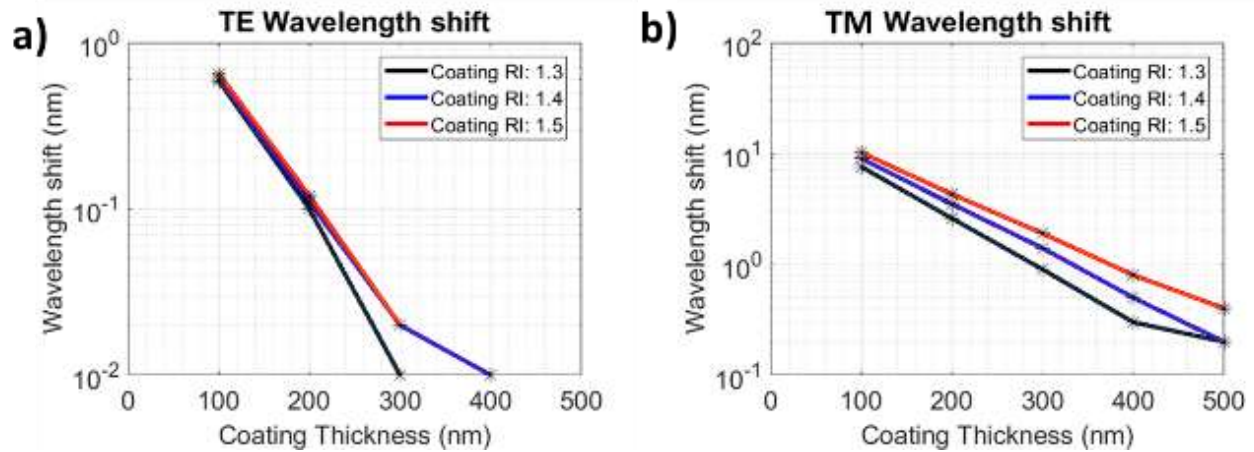 a)
TE Wavelength shift
Wavelength shift (nm)
10^0
10^-1
10^-2
Coating RI: 1.3
Coating RI: 1.4
Coating RI: 1.5
0 100 200 300 400 500
Coating Thickness (nm)
b)
TM Wavelength shift
Wavelength shift (nm)
10^2
10^1
10^0
10^-1
Coating RI: 1.3
Coating RI: 1.4
Coating RI: 1.5
0 100 200 300 400 500
Coating Thickness (nm)